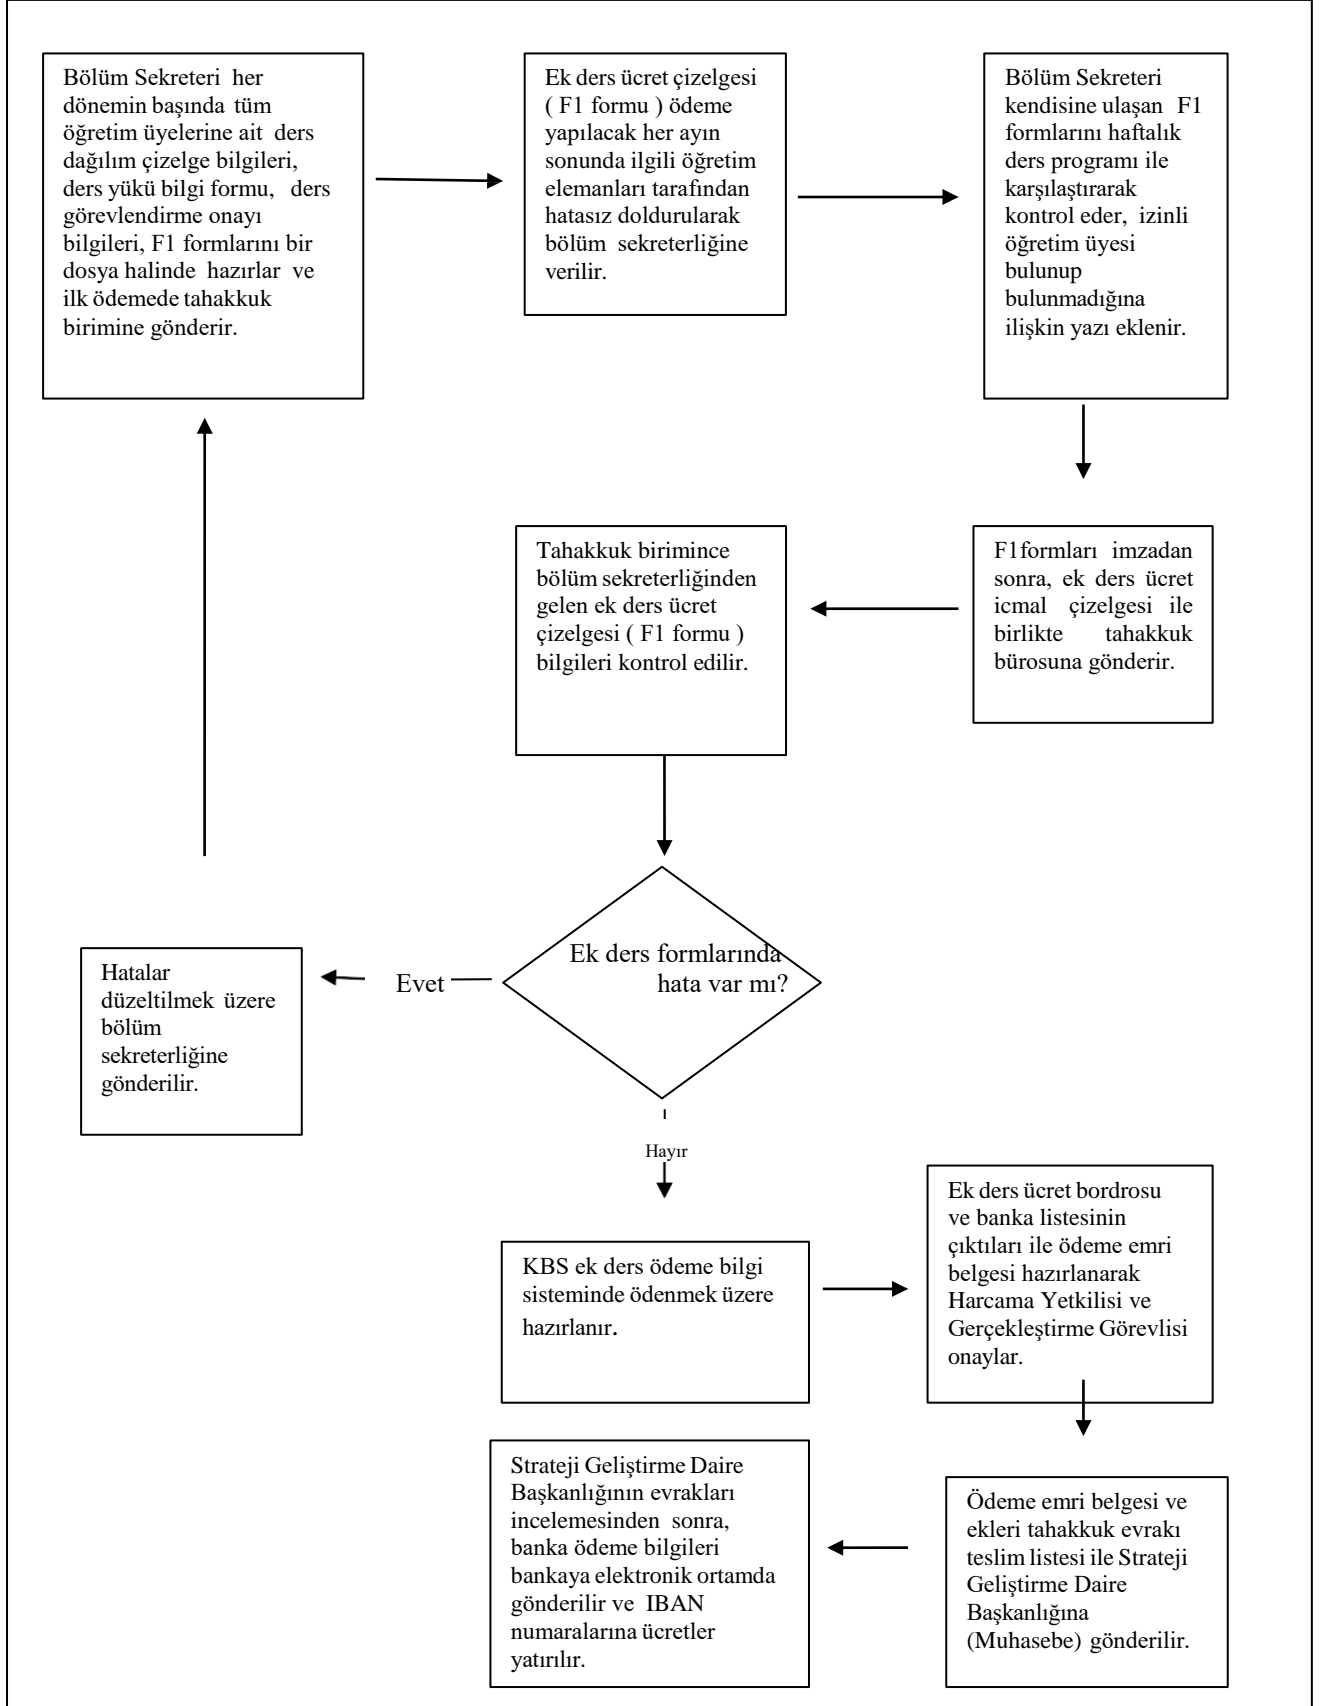 Bölüm Sekreteri her
dönemin başında tüm
öğretim üyelerine ait ders
dağılım çizelge bilgileri,
ders yükü bilgi formu, ders
görevlendirme onayı
bilgileri, F1 formlarını bir
dosya halinde hazırlar ve
ilk ödemede tahakkuk
birimine gönderir.
Ek ders ücret çizelgesi
( F1 formu ) ödeme
yapılacak her ayın
sonunda ilgili öğretim
elemanları tarafından
hatasız doldurularak
bölüm sekreterliğine
verilir.
Bölüm Sekreteri
kendisine ulaşan F1
formlarını haftalık
ders programı ile
karşılaştırarak
kontrol eder, izinli
öğretim üyesi
bulunup
bulunmadığına
ilişkin yazı eklenir.
F1formları imzadan
sonra, ek ders ücret
icmal çizelgesi ile
birlikte tahakkuk
bürosuna gönderir.
Tahakkuk birimince
bölüm sekreterliğinden
gelen ek ders ücret
çizelgesi ( F1 formu )
bilgileri kontrol edilir.
Ek ders formlarında
hata var mı?
Evet
Hatalar
düzeltilmek üzere
bölüm
sekreterliğine
gönderilir.
Hayır
KBS ek ders ödeme bilgi
sisteminde ödenmek üzere
hazırlanır.
Ek ders ücret bordrosu
ve banka listesinin
çıktıları ile ödeme emri
belgesi hazırlanarak
Harcama Yetkilisi ve
Gerçekleştirme Görevlisi
onaylar.
Ödeme emri belgesi ve
ekleri tahakkuk evrakı
teslim listesi ile Strateji
Geliştirme Daire
Başkanlığına
(Muhasebe) gönderilir.
Strateji Geliştirme Daire
Başkanlığının evrakları
incelemesinden sonra,
banka ödeme bilgileri
bankaya elektronik ortamda
gönderilir ve IBAN
numaralarına ücretler
yatırılır.